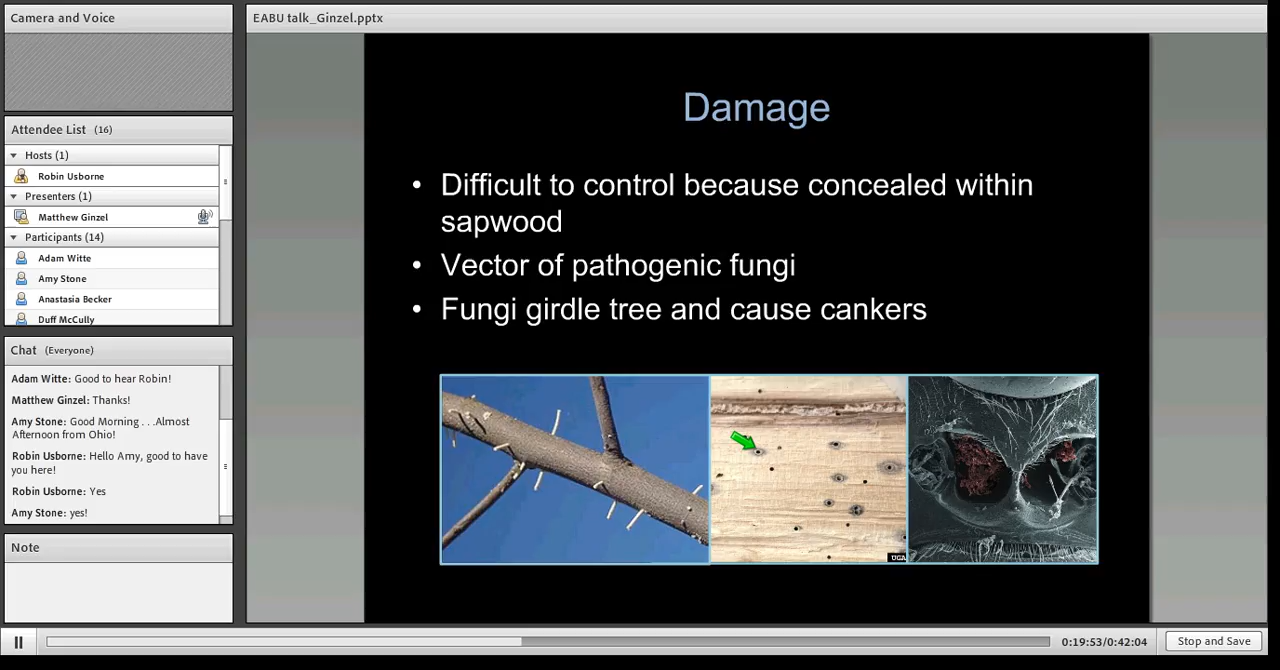 Camera and Voice
EABU talk_Ginzel.pptx
Attendee List (16)
Hosts (1)
Robin Usborne
Presenters (1)
Matthew Ginzel
Participants (14)
Adam Witte
Amy Stone
Anastasia Becker
Duff McCully
Chat (Everyone)
Adam Witte: Good to hear Robin!
Matthew Ginzel: Thanks!
Amy Stone: Good Morning . . .Almost
Afternoon from Ohio!
Robin Usborne: Hello Amy, good to have
you here!
Robin Usborne: Yes
Amy Stone: yes!
Note
Damage
• Difficult to control because concealed within
sapwood
• Vector of pathogenic fungi
• Fungi girdle tree and cause cankers
UGA
0:19:53/0:42:04
Stop and Save